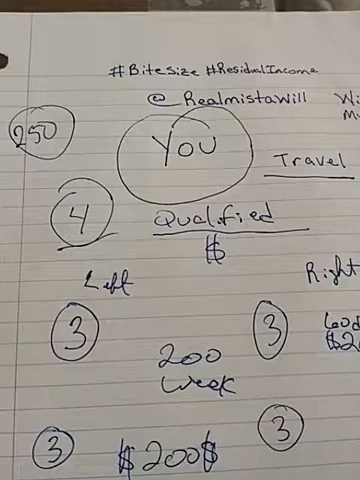 #Bitesize #ResidualIncome
@ Realmistawill
250
YOU
Travel
4
Qualified
$
Left
Right
3
3
200
week
3
$200$
3